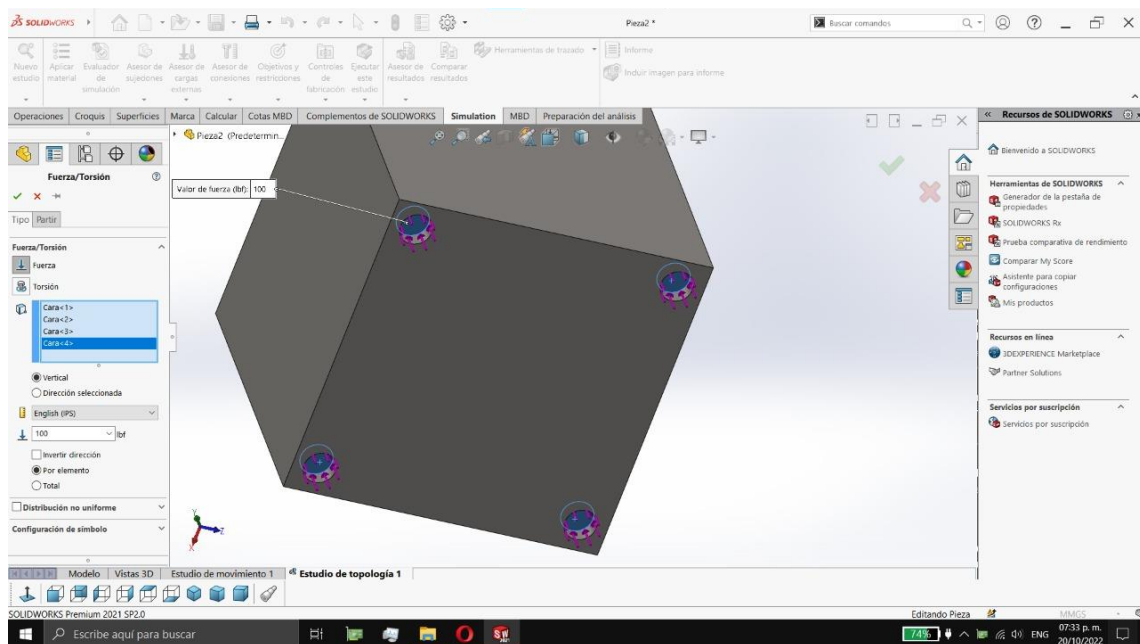 SOLIDWORKS
Pieza2 *
Buscar comandos
Nuevo estudio
Aplicar material
Evaluador de simulación
Asesor de sujeciones
Asesor de cargas externas
Asesor de conexiones
Objetivos y restricciones
Controles de fabricación
Ejecutar este estudio
Asesor de resultados
Comparar resultados
Herramientas de trazado
Informe
Incluir imagen para informe
Operaciones Croquis Superficies Marca Calcular Cotas MBD Complementos de SOLIDWORKS Simulation MBD Preparación del análisis
Pieza2 (Predetermin...
Fuerza/Torsión
Tipo Partir
Fuerza/Torsión
Fuerza
Torsión
Cara<1>
Cara<2>
Cara<3>
Cara<4>
Vertical
Dirección seleccionada
English (IPS)
100 lbf
Invertir dirección
Por elemento
Total
Distribución no uniforme
Configuración de símbolo
Valor de fuerza (lbf): 100
Y
Z
X
Recursos de SOLIDWORKS
Bienvenido a SOLIDWORKS
Herramientas de SOLIDWORKS
Generador de la pestaña de propiedades
SOLIDWORKS Rx
Prueba comparativa de rendimiento
Comparar My Score
Asistente para copiar configuraciones
Mis productos
Recursos en línea
3DEXPERIENCE Marketplace
Partner Solutions
Servicios por suscripción
Servicios por suscripción
Modelo Vistas 3D Estudio de movimiento 1 Estudio de topología 1
SOLIDWORKS Premium 2021 SP2.0
Editando Pieza
MMGS
Escribe aquí para buscar
74%
ENG
07:33 p. m.
20/10/2022